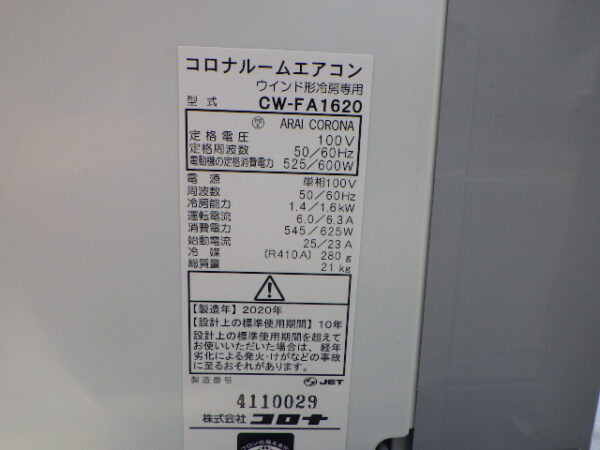 コロナルームエアコン
ウインド形冷房専用
型式 CW-FA1620
ARAI CORONA
定格電圧 100V
定格周波数 50/60Hz
電動機の定格消費電力 525/600W
電源 単相100V
周波数 50/60Hz
冷房能力 1.4/1.6kW
運転電流 6.0/6.3A
消費電力 545/625W
始動電流 25/23A
冷媒 (R410A) 280g
総質量 21kg
【製造年】2020年
【設計上の標準使用期間】10年
設計上の標準使用期間を超えて
お使いいただいた場合は、経年
劣化による発火・けがなどの事故
に至るおそれがあります。
製造番号 JET
4110029
株式会社コロナ